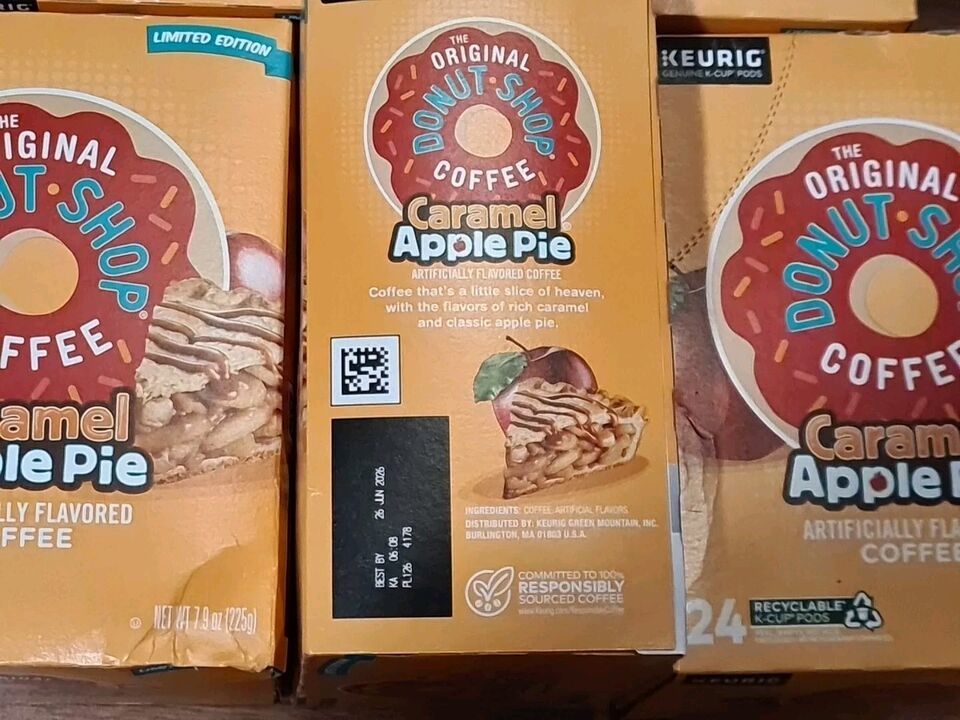 LIMITED EDITION
THE
ORIGINAL
DONUT·SHOP®
COFFEE
Caramel
Apple Pie
ARTIFICIALLY FLAVORED COFFEE
Coffee that's a little slice of heaven,
with the flavors of rich caramel
and classic apple pie.
BEST BY 26 JUN 2026
KA 06 08
PL126 4178
INGREDIENTS: COFFEE, ARTIFICIAL FLAVORS.
DISTRIBUTED BY: KEURIG GREEN MOUNTAIN, INC.
BURLINGTON, MA 01803 U.S.A.
COMMITTED TO 100%
RESPONSIBLY
SOURCED COFFEE
HE
IGINAL
UT·SHOP®
FFEE
amel
le Pie
LLY FLAVORED
FFEE
NET WT 7.9 oz (225g)
KEURIG®
GENUINE K-CUP® PODS
THE
ORIGINAL
DONUT·S
COFFEE
Caram
Apple P
ARTIFICIALLY FLA
COFFEE
24
RECYCLABLE*
K-CUP® PODS
KEURIG